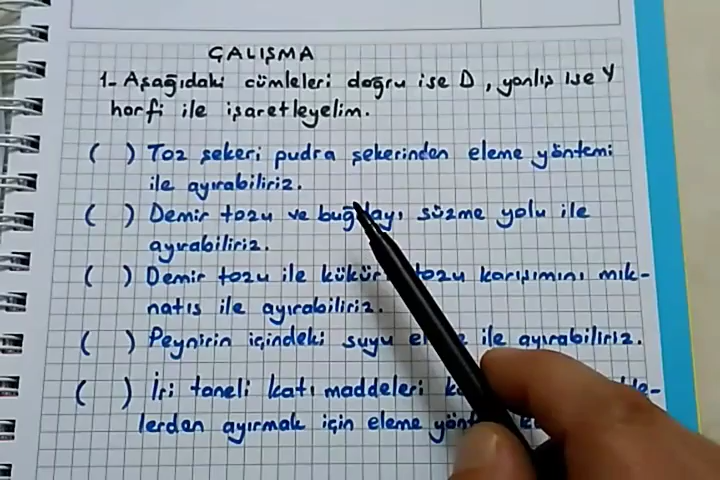 ÇALIŞMA
1- Aşağıdaki cümleleri doğru ise D, yanlış ise Y
harfi ile işaretleyelim.
( ) Toz şekeri pudra şekerinden eleme yöntemi
ile ayırabiliriz.
( ) Demir tozu ve buğdayı süzme yolu ile
ayırabiliriz.
( ) Demir tozu ile tozu karışımını mık-
natıs ile ayırabiliriz.
( ) Peynirin içindeki suyu ile ayırabiliriz.
( ) İri taneli katı maddeleri
lerden ayırmak için eleme